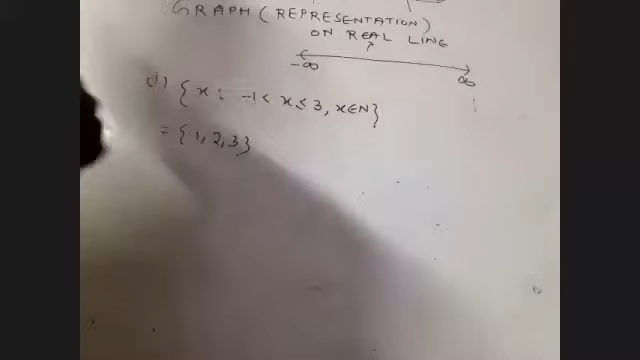 GRAPH (REPRESENTATION)
ON REAL LINE
-∞ ∞
(i) {x : -1 < x ≤ 3, x∈N}
= {1, 2, 3}